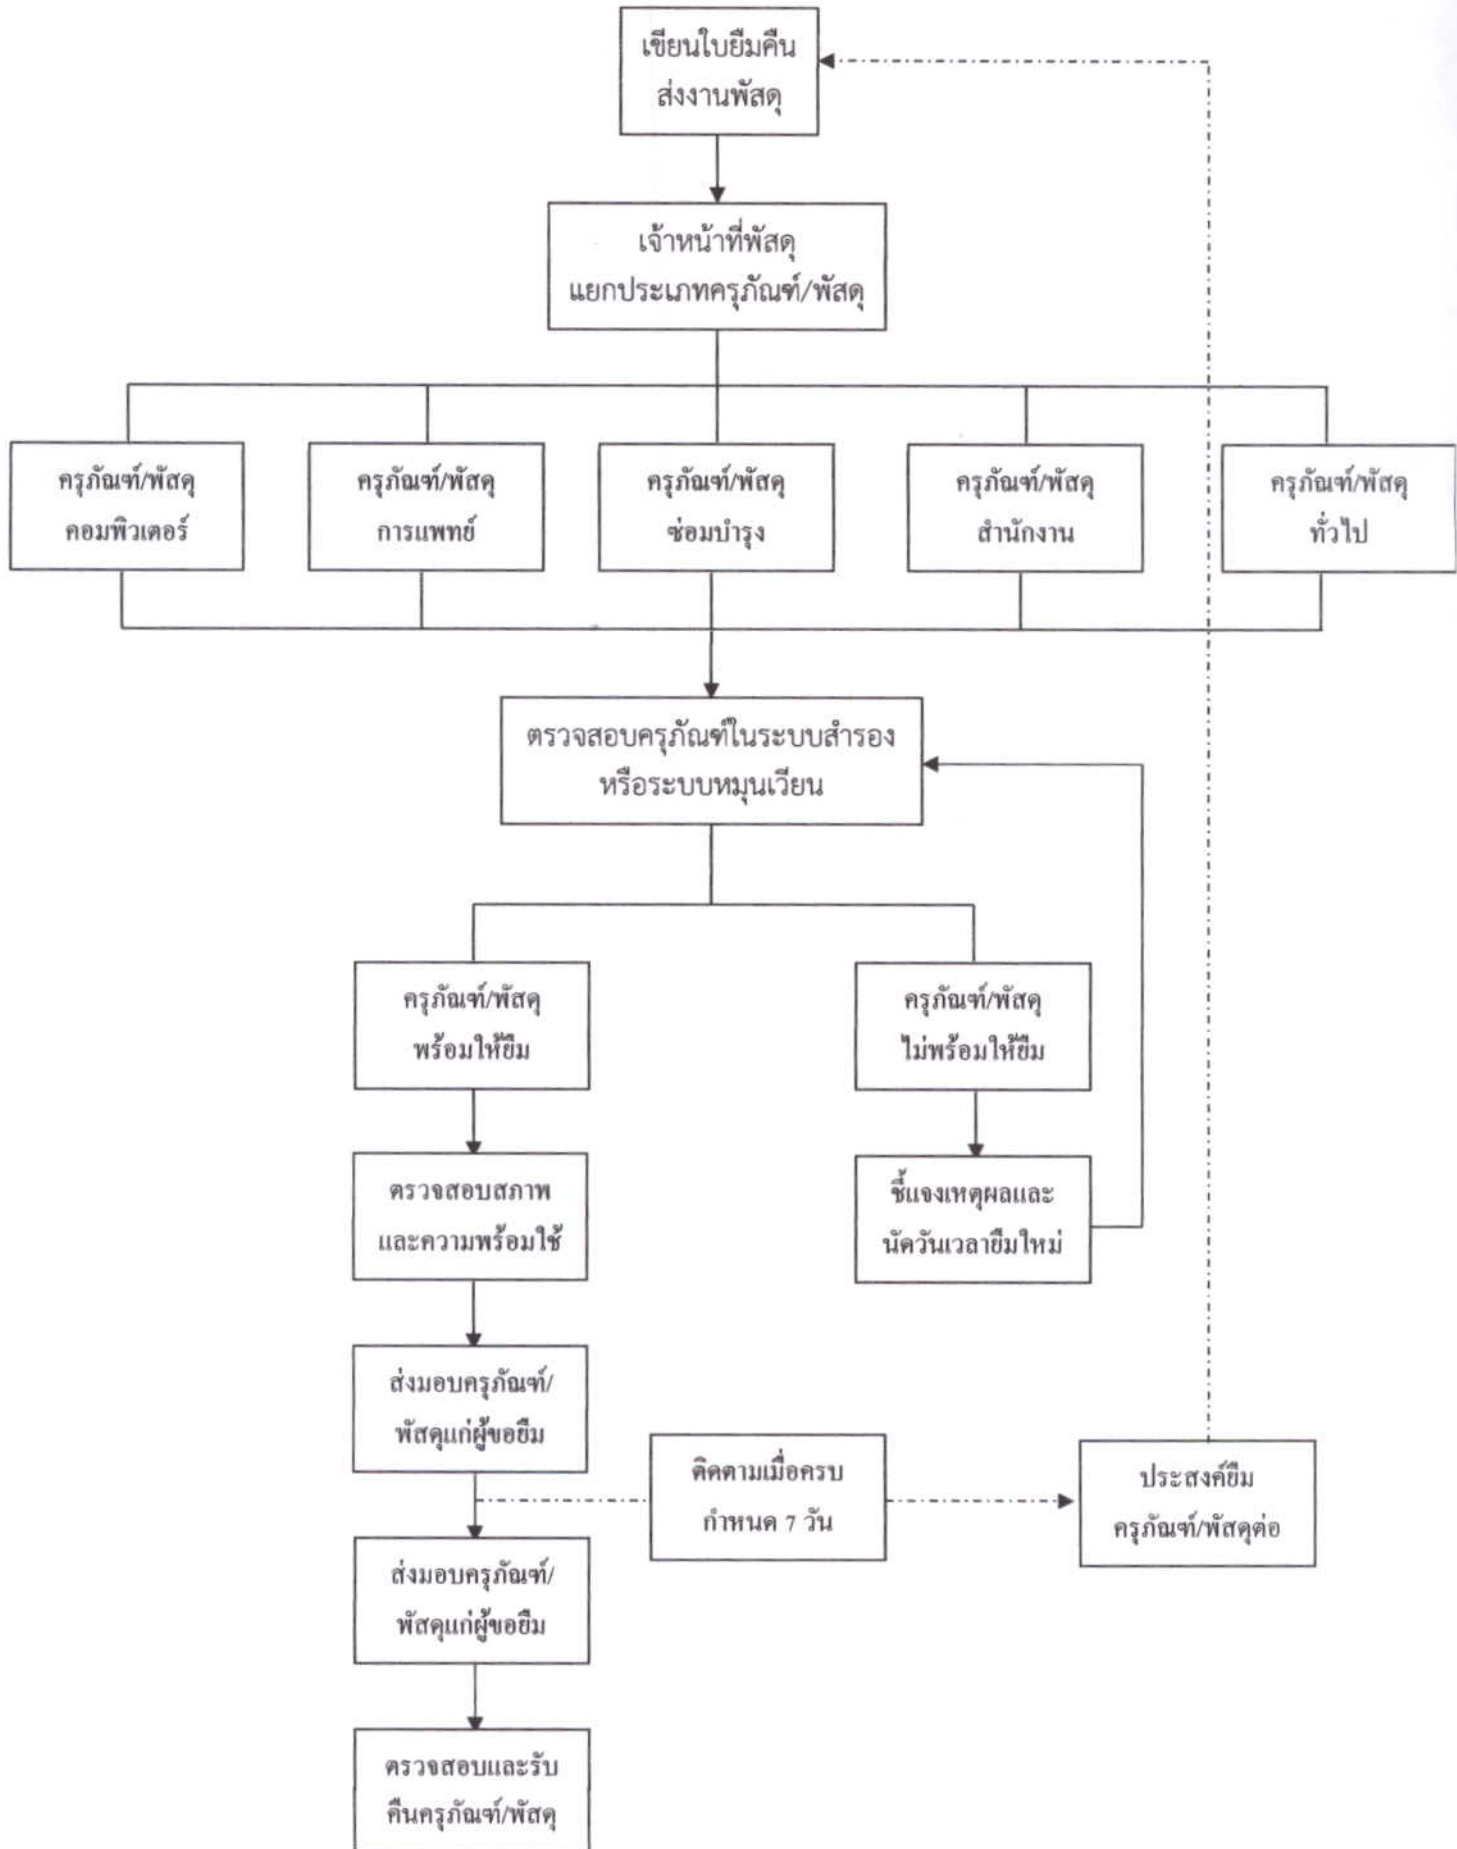 เขียนใบยืมคืน
ส่งงานพัสดุ
เจ้าหน้าที่พัสดุ
แยกประเภทครุภัณฑ์/พัสดุ
ครุภัณฑ์/พัสดุ
คอมพิวเตอร์
ครุภัณฑ์/พัสดุ
การแพทย์
ครุภัณฑ์/พัสดุ
ซ่อมบำรุง
ครุภัณฑ์/พัสดุ
สำนักงาน
ครุภัณฑ์/พัสดุ
ทั่วไป
ตรวจสอบครุภัณฑ์ในระบบสำรอง
หรือระบบหมุนเวียน
ครุภัณฑ์/พัสดุ
พร้อมให้ยืม
ครุภัณฑ์/พัสดุ
ไม่พร้อมให้ยืม
ตรวจสอบสภาพ
และความพร้อมใช้
ชี้แจงเหตุผลและ
นัดวันเวลายืมใหม่
ส่งมอบครุภัณฑ์/
พัสดุแก่ผู้ขอยืม
ติดตามเมื่อครบ
กำหนด 7 วัน
ประสงค์ยืม
ครุภัณฑ์/พัสดุต่อ
ส่งมอบครุภัณฑ์/
พัสดุแก่ผู้ขอยืม
ตรวจสอบและรับ
คืนครุภัณฑ์/พัสดุ